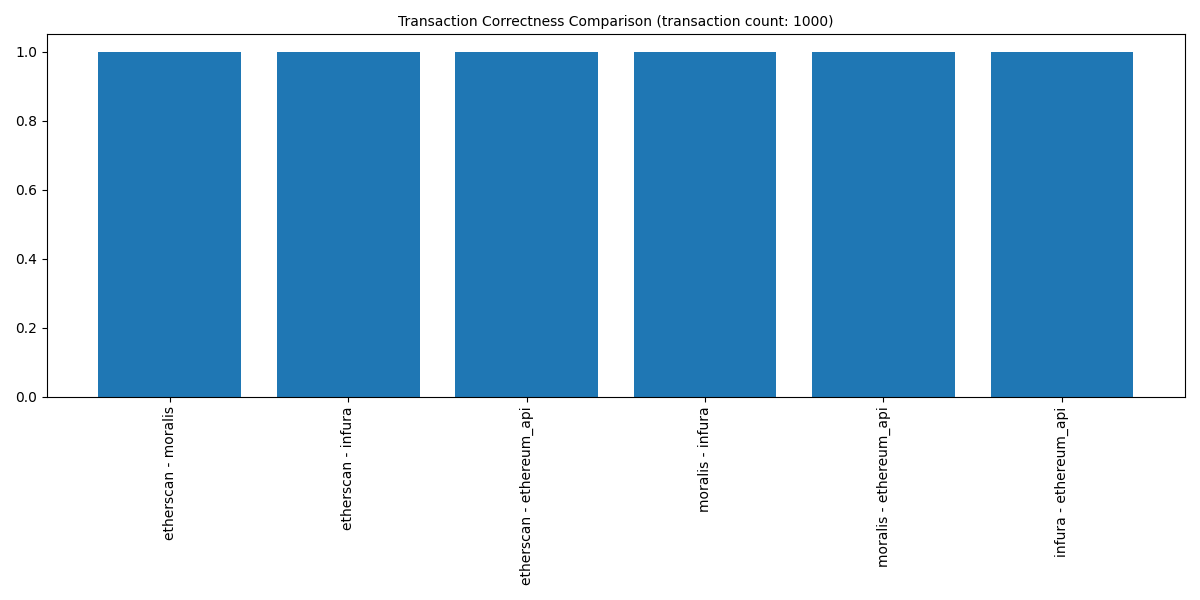 Transaction Correctness Comparison (transaction count: 1000)
1.0
0.8
0.6
0.4
0.2
0.0
etherscan - moralis
etherscan - infura
etherscan - ethereum_api
moralis - infura
moralis - ethereum_api
infura - ethereum_api